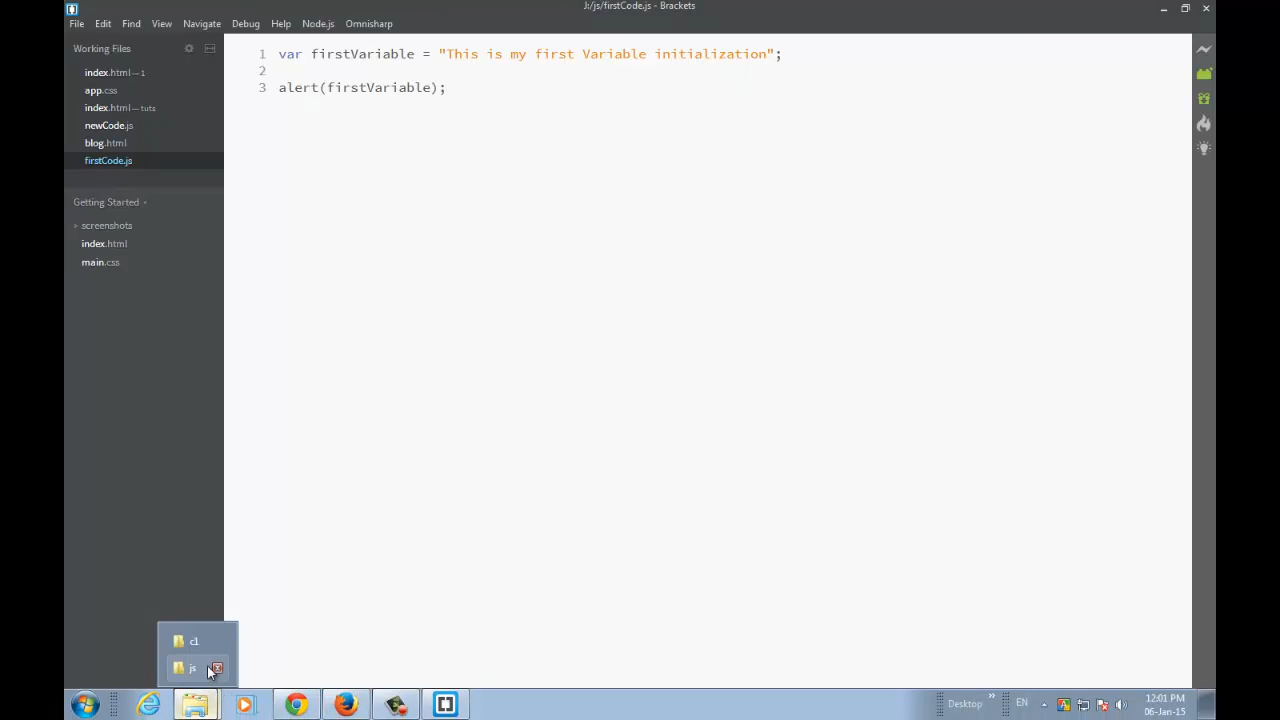 J:/js/firstCode.js - Brackets
File Edit Find View Navigate Debug Help Node.js Omnisharp
Working Files
index.html — 1
app.css
index.html — tuts
newCode.js
blog.html
firstCode.js
Getting Started
screenshots
index.html
main.css
1 var firstVariable = "This is my first Variable initialization";
2
3 alert(firstVariable);
c1
js
Desktop
EN
12:01 PM
06-Jan-15